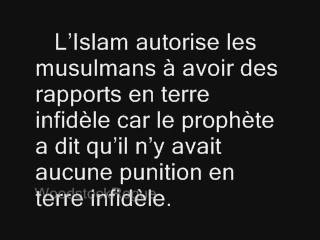 L’Islam autorise les
musulmans à avoir des
rapports en terre
infidèle car le prophète
a dit qu’il n’y avait
aucune punition en
terre infidèle.